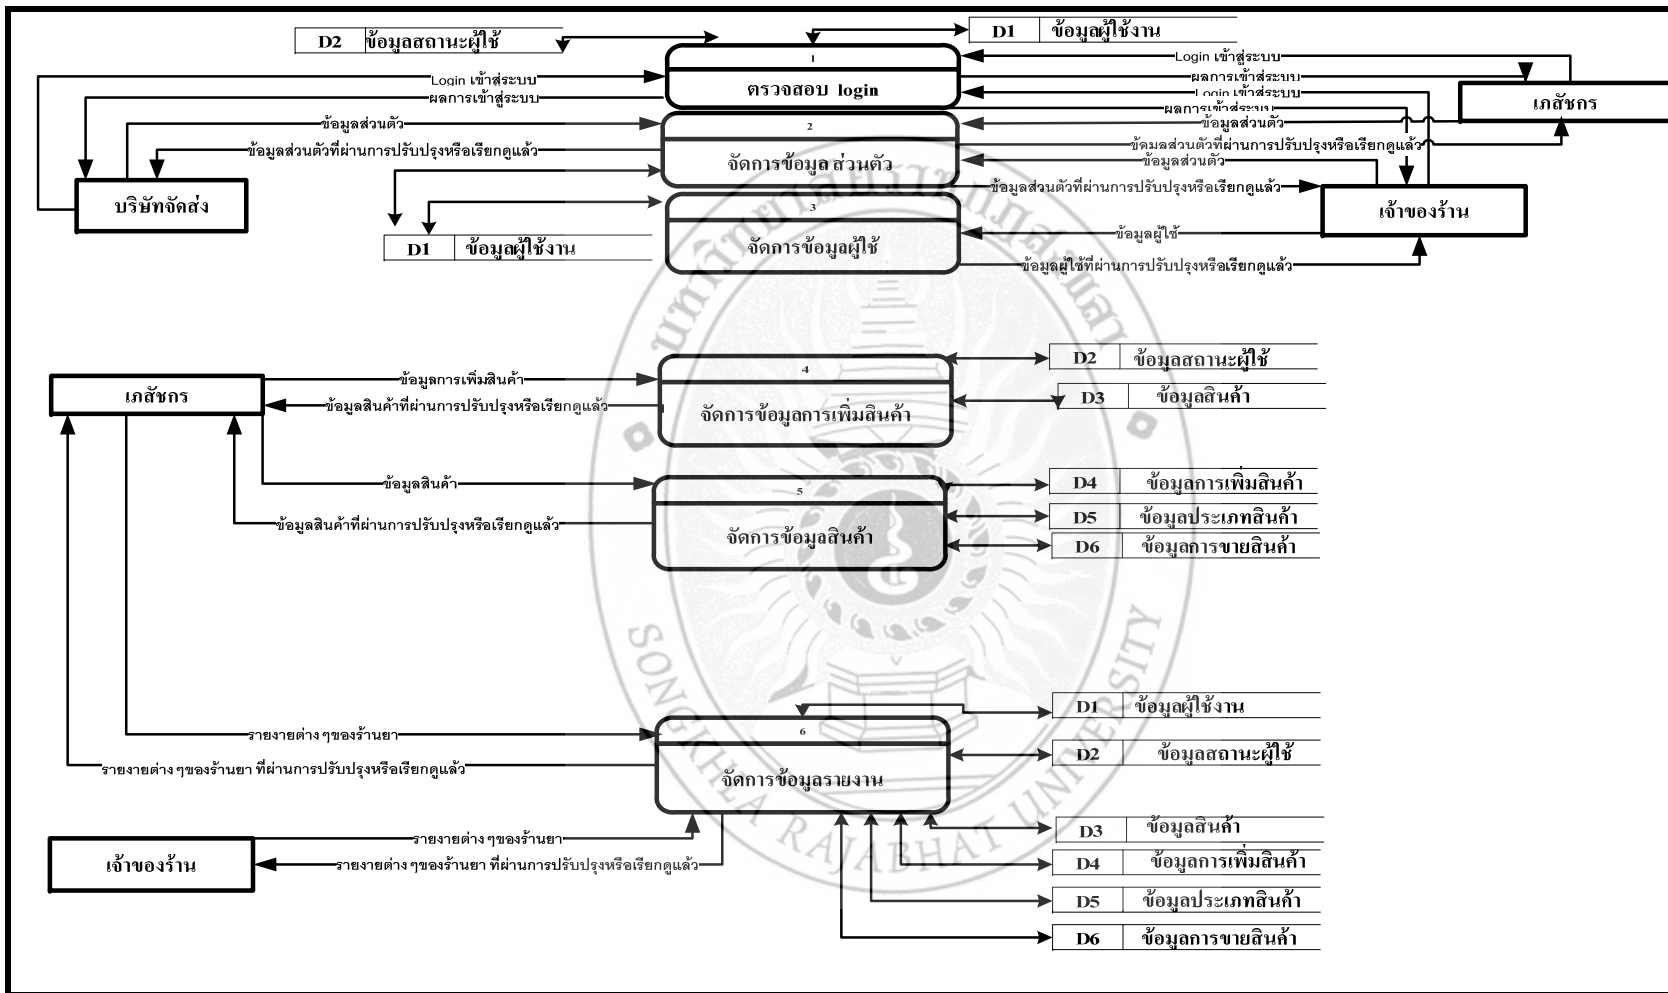 D2 ข้อมูลสถานะผู้ใช้
D1 ข้อมูลผู้ใช้งาน
1
ตรวจสอบ login
Login เข้าสู่ระบบ
ผลการเข้าสู่ระบบ
Login เข้าสู่ระบบ
ผลการเข้าสู่ระบบ
Login เข้าสู่ระบบ
ผลการเข้าสู่ระบบ
เภสัชกร
2
จัดการข้อมูล ส่วนตัว
ข้อมูลส่วนตัว
ข้อมูลส่วนตัวที่ผ่านการปรับปรุงหรือเรียกดูแล้ว
ข้อมูลส่วนตัว
ข้อมูลส่วนตัวที่ผ่านการปรับปรุงหรือเรียกดูแล้ว
ข้อมูลส่วนตัว
ข้อมูลส่วนตัวที่ผ่านการปรับปรุงหรือเรียกดูแล้ว
บริษัทจัดส่ง
เจ้าของร้าน
3
จัดการข้อมูลผู้ใช้
D1 ข้อมูลผู้ใช้งาน
ข้อมูลผู้ใช้
ข้อมูลผู้ใช้ที่ผ่านการปรับปรุงหรือเรียกดูแล้ว
มหาวิทยาลัยราชภัฏสงขลา
เภสัชกร
ข้อมูลการเพิ่มสินค้า
ข้อมูลสินค้าที่ผ่านการปรับปรุงหรือเรียกดูแล้ว
4
จัดการข้อมูลการเพิ่มสินค้า
D2 ข้อมูลสถานะผู้ใช้
D3 ข้อมูลสินค้า
ข้อมูลสินค้า
ข้อมูลสินค้าที่ผ่านการปรับปรุงหรือเรียกดูแล้ว
5
จัดการข้อมูลสินค้า
D4 ข้อมูลการเพิ่มสินค้า
D5 ข้อมูลประเภทสินค้า
D6 ข้อมูลการขายสินค้า
รายงายต่าง ๆของร้านยา
รายงายต่าง ๆของร้านยา ที่ผ่านการปรับปรุงหรือเรียกดูแล้ว
6
จัดการข้อมูลรายงาน
D1 ข้อมูลผู้ใช้งาน
D2 ข้อมูลสถานะผู้ใช้
D3 ข้อมูลสินค้า
D4 ข้อมูลการเพิ่มสินค้า
D5 ข้อมูลประเภทสินค้า
D6 ข้อมูลการขายสินค้า
เจ้าของร้าน
รายงายต่าง ๆของร้านยา
รายงายต่าง ๆของร้านยา ที่ผ่านการปรับปรุงหรือเรียกดูแล้ว
SONGKHLA RAJABHAT UNIVERSITY